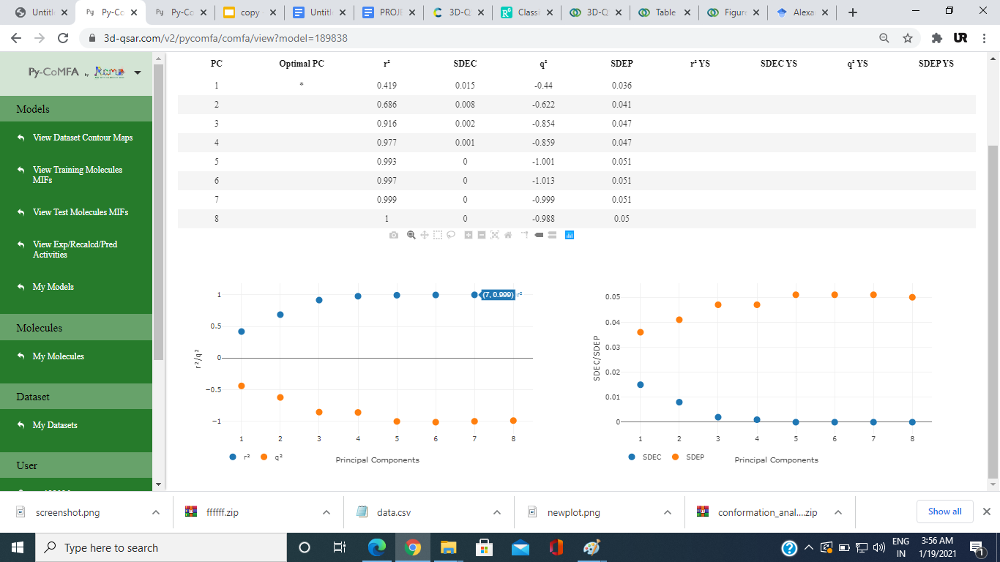 Untitl Py-Co Py-Co copy Untitl PROJE 3D-Q Classi 3D-Q Table Figure Alexa
3d-qsar.com/v2/pycomfa/comfa/view?model=189838
UR
Py-CoMFA by
Models
View Dataset Contour Maps
View Training Molecules
MIFs
View Test Molecules MIFs
View Exp/Recalcd/Pred
Activities
My Models
Molecules
My Molecules
Dataset
My Datasets
User
PC Optimal PC r² SDEC q² SDEP r² YS SDEC YS q² YS SDEP YS
1 * 0.419 0.015 -0.44 0.036
2 0.686 0.008 -0.622 0.041
3 0.916 0.002 -0.854 0.047
4 0.977 0.001 -0.859 0.047
5 0.993 0 -1.001 0.051
6 0.997 0 -1.013 0.051
7 0.999 0 -0.999 0.051
8 1 0 -0.988 0.05
r²/q²
1
0.5
0
−0.5
−1
(7, 0.999) r²
1 2 3 4 5 6 7 8
r² q²
Principal Components
SDEC/SDEP
0.05
0.04
0.03
0.02
0.01
0
1 2 3 4 5 6 7 8
SDEC SDEP
Principal Components
screenshot.png ffffff.zip data.csv newplot.png conformation_anal....zip Show all
Type here to search
ENG
IN
3:56 AM
1/19/2021
1